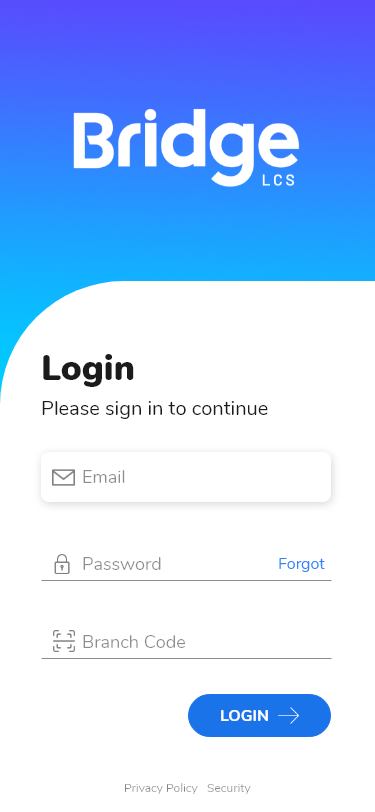 Bridge
LCS
Login
Please sign in to continue
Email
Password Forgot
Branch Code
LOGIN
Privacy Policy Security